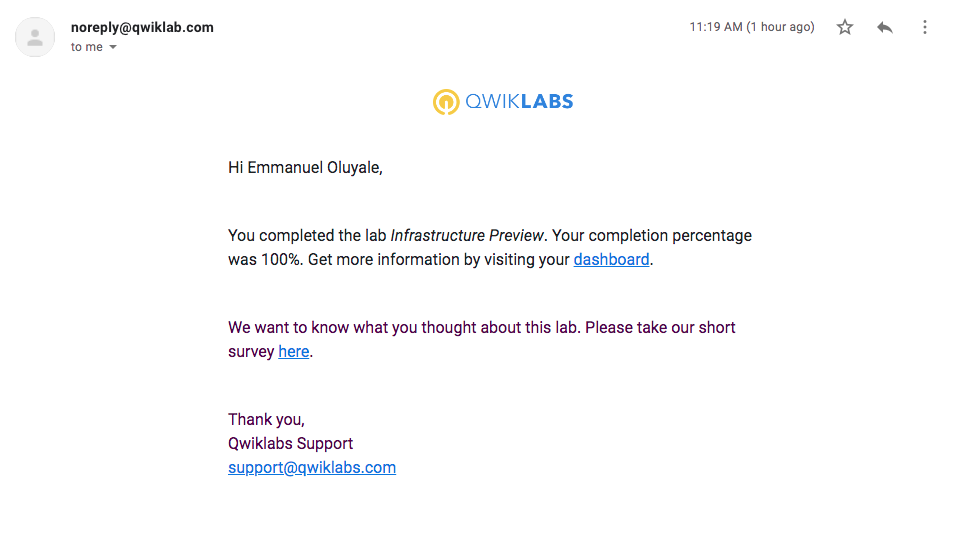 noreply@qwiklab.com
11:19 AM (1 hour ago)
to me
QWIKLABS
Hi Emmanuel Oluyale,
You completed the lab Infrastructure Preview. Your completion percentage
was 100%. Get more information by visiting your dashboard.
We want to know what you thought about this lab. Please take our short
survey here.
Thank you,
Qwiklabs Support
support@qwiklabs.com